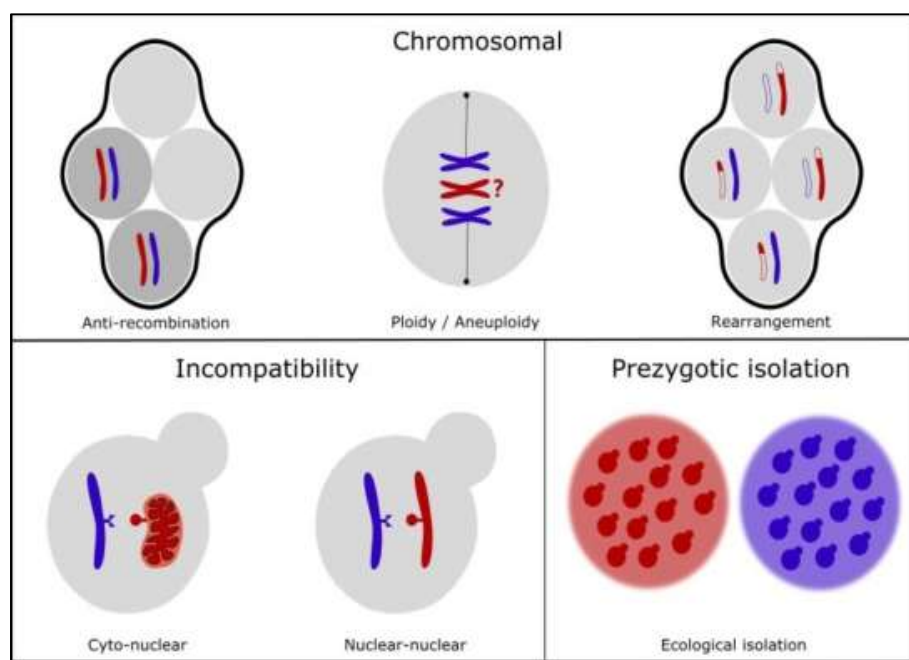 Chromosomal
?
Anti-recombination
Ploidy / Aneuploidy
Rearrangement
Incompatibility
Cyto-nuclear
Nuclear-nuclear
Prezygotic isolation
Ecological isolation